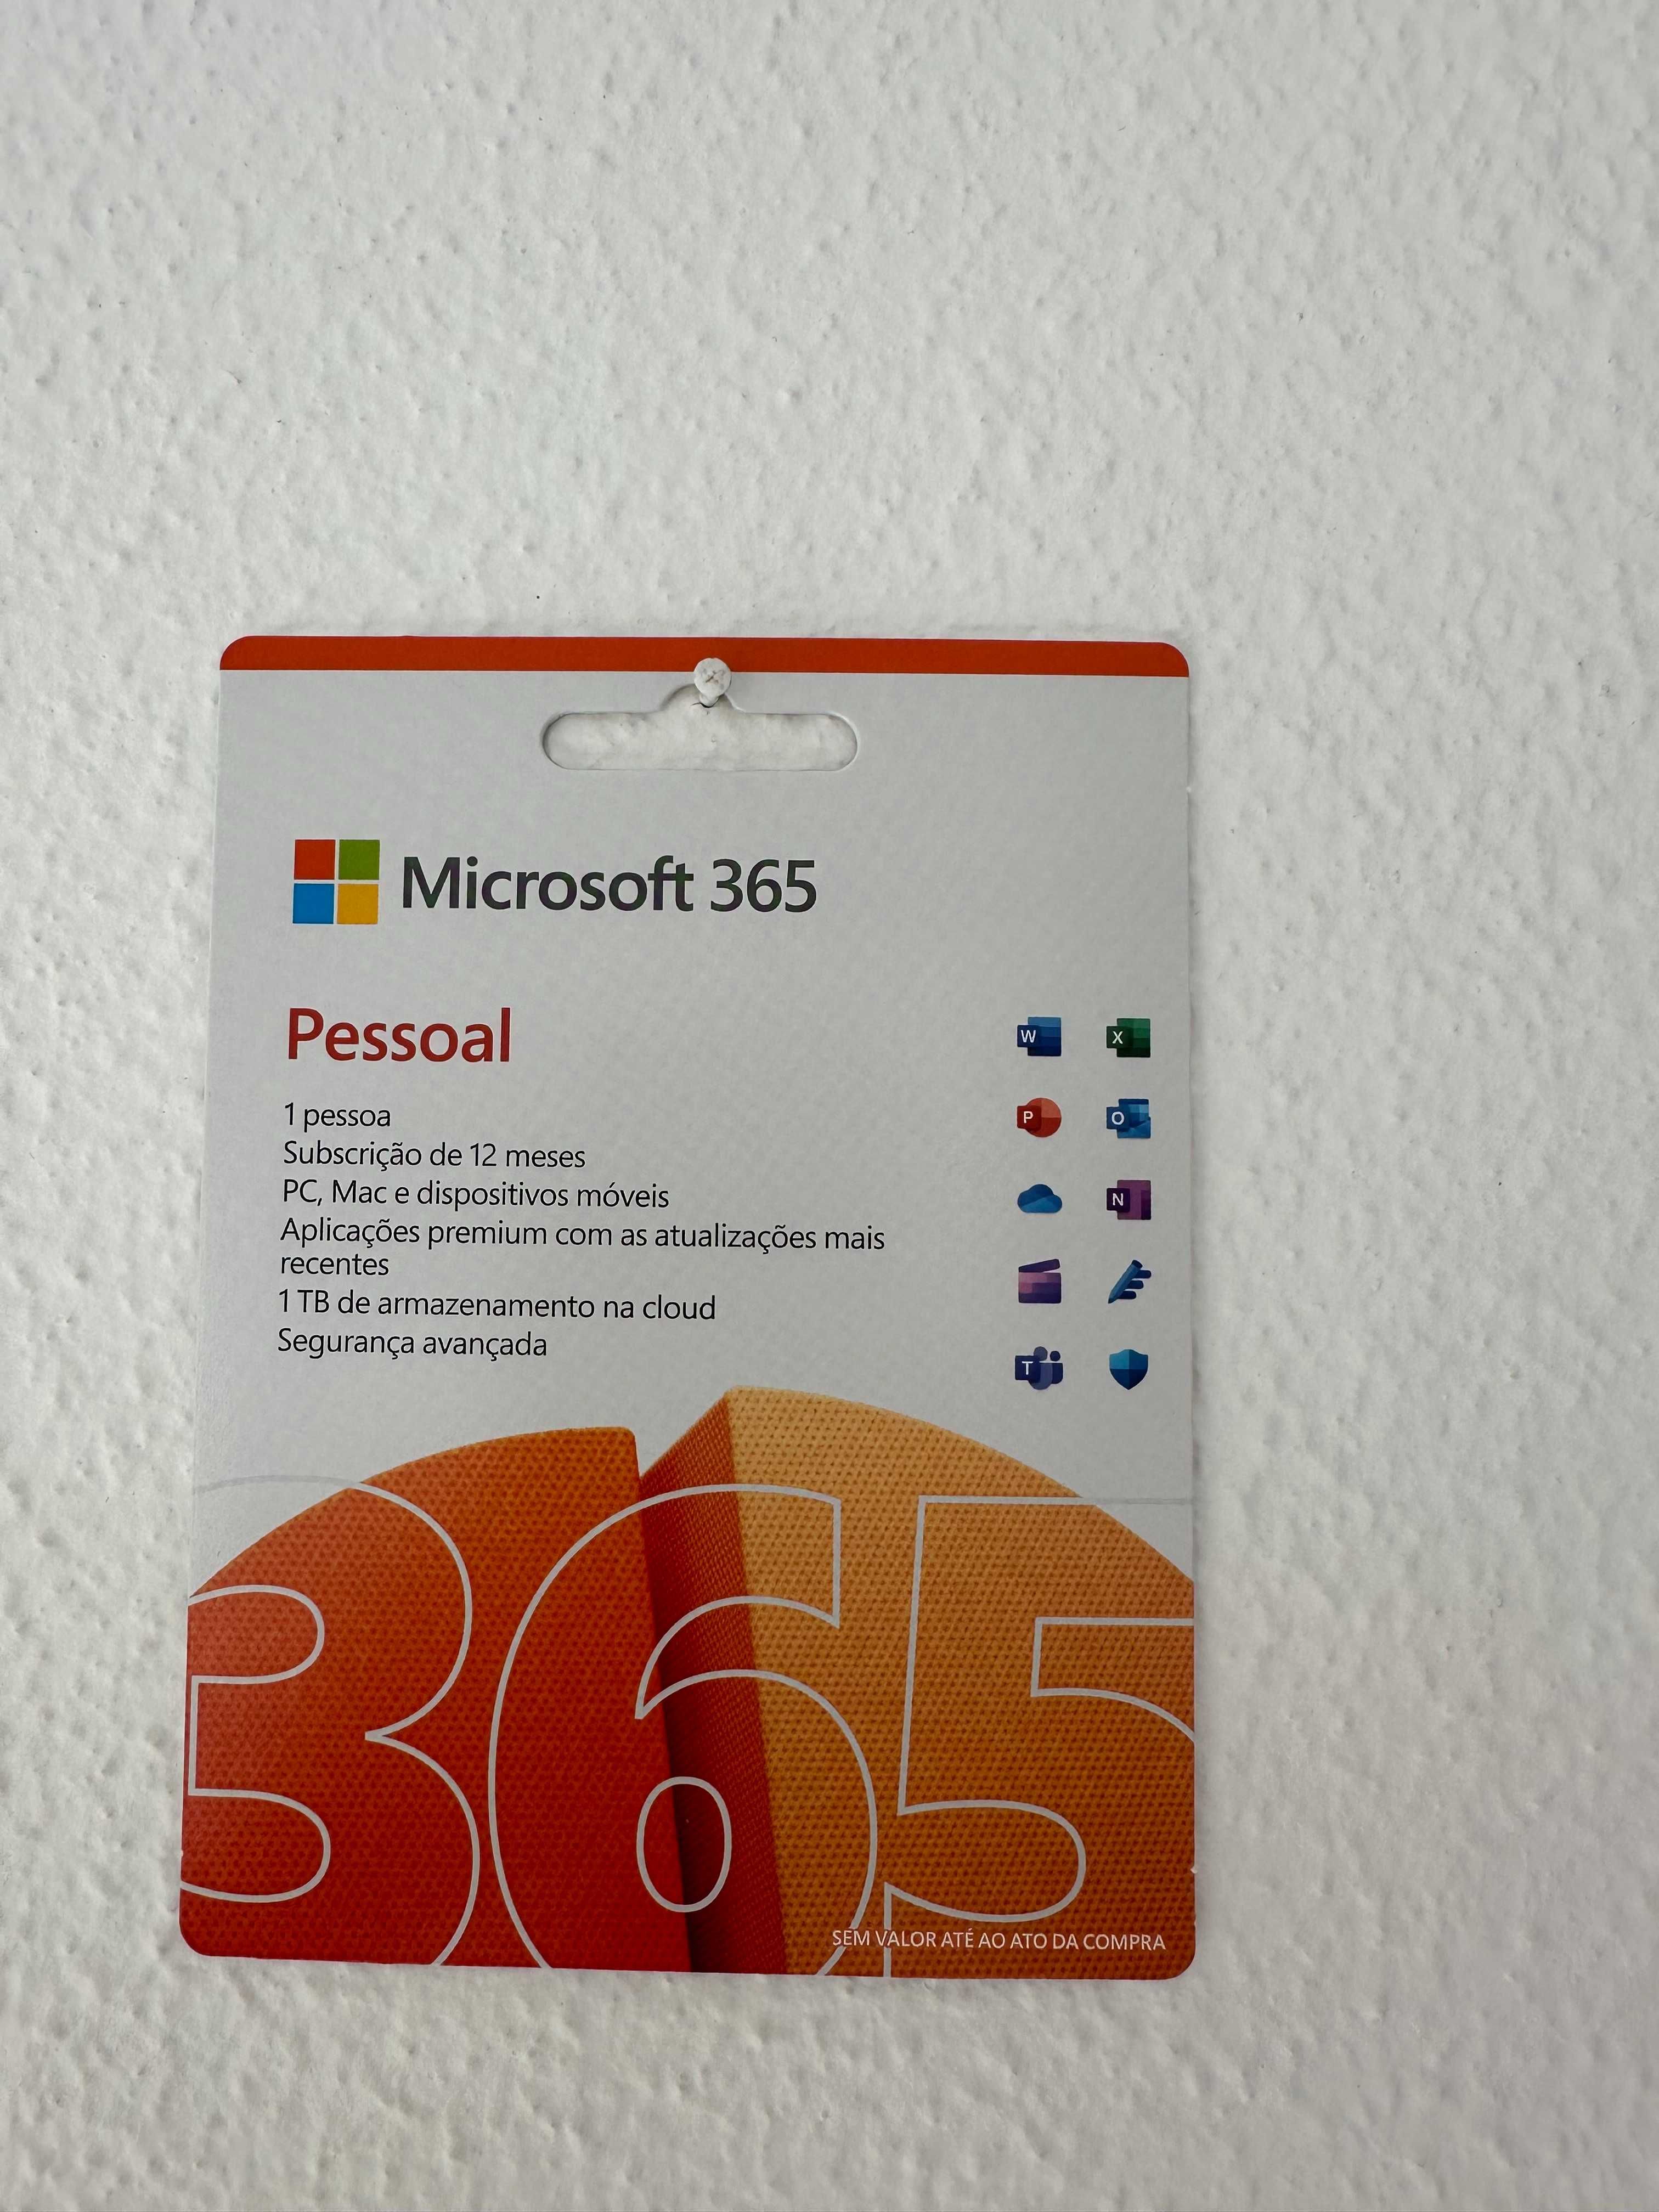 Microsoft 365
Pessoal
1 pessoa
Subscrição de 12 meses
PC, Mac e dispositivos móveis
Aplicações premium com as atualizações mais
recentes
1 TB de armazenamento na cloud
Segurança avançada
W X
P O
N
T
365
SEM VALOR ATÉ AO ATO DA COMPRA